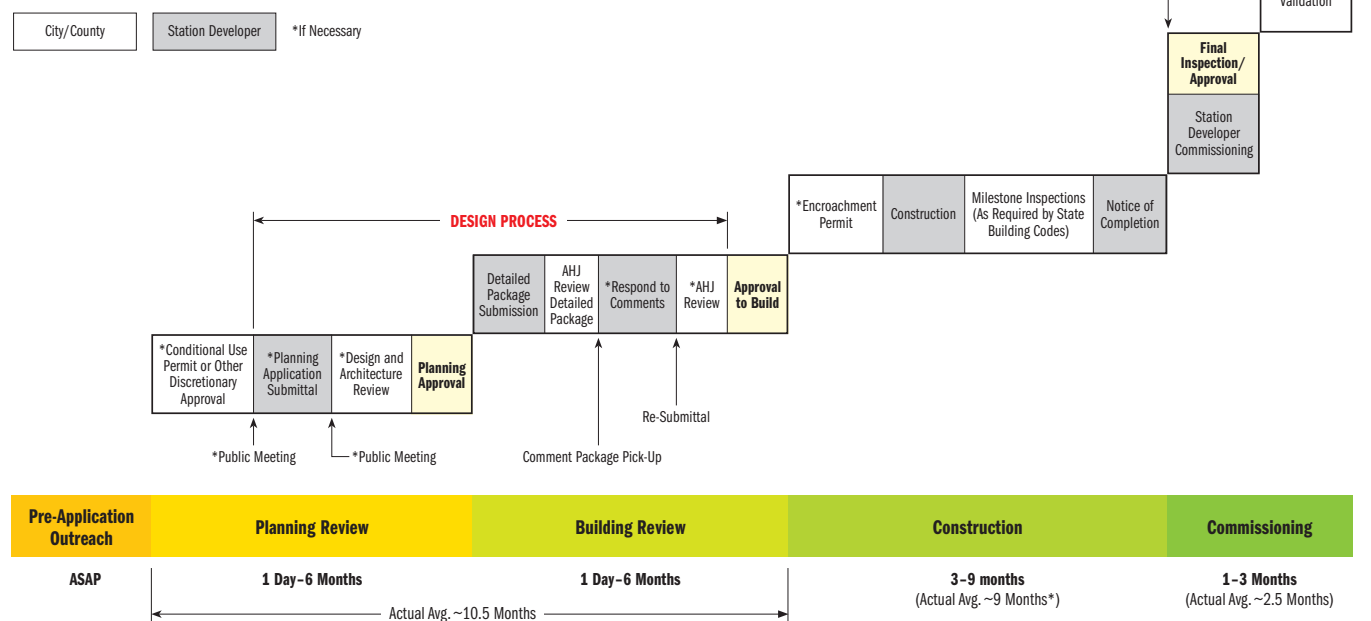 Validation
City/County
Station Developer
*If Necessary
Final
Inspection/
Approval
Station
Developer
Commissioning
*Encroachment
Permit
Construction
Milestone Inspections
(As Required by State
Building Codes)
Notice of
Completion
DESIGN PROCESS
Detailed
Package
Submission
AHJ
Review
Detailed
Package
*Respond to
Comments
*AHJ
Review
Approval
to Build
*Conditional Use
Permit or Other
Discretionary
Approval
*Planning
Application
Submittal
*Design and
Architecture
Review
Planning
Approval
Re-Submittal
*Public Meeting
*Public Meeting
Comment Package Pick-Up
Pre-Application
Outreach
Planning Review
Building Review
Construction
Commissioning
ASAP
1 Day–6 Months
1 Day–6 Months
3–9 months
(Actual Avg. ~9 Months*)
1–3 Months
(Actual Avg. ~2.5 Months)
Actual Avg. ~10.5 Months